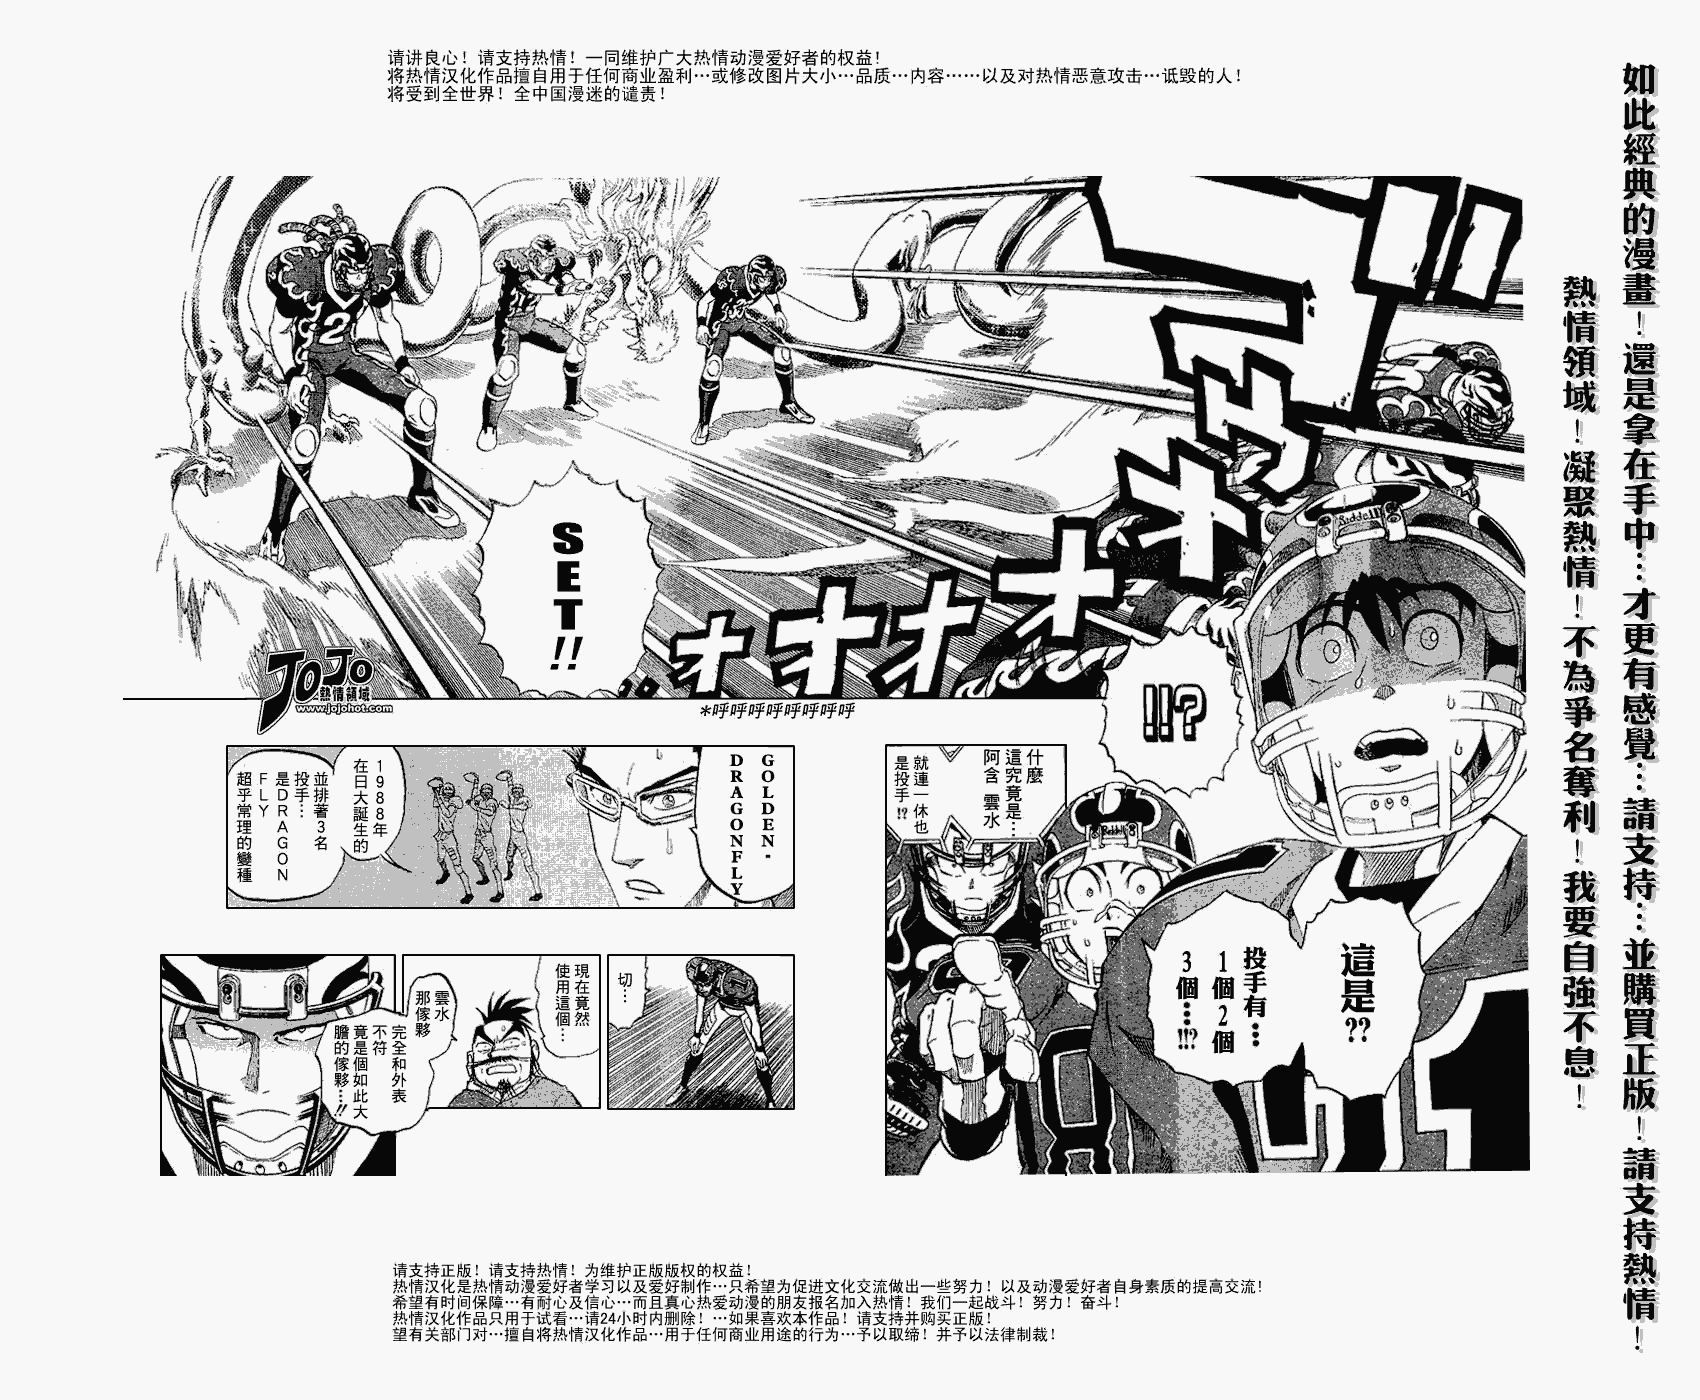 请讲良心！请支持热情！一同维护广大热情动漫爱好者的权益！
将热情汉化作品擅自用于任何商业盈利…或修改图片大小…品质…内容……以及对热情恶意攻击…诋毁的人！
将受到全世界！全中国漫迷的谴责！
如此經典的漫畫！還是拿在手中…才更有感覺…請支持…並購買正版！請支持熱情！
熱情領域！凝聚熱情！不為爭名奪利！我要自強不息！
ゴ
オ
オ
オ
オ
オ
SET!!
Riddell
!!?
JOJO
熱情領域
www.jojohot.com
*呼呼呼呼呼呼呼呼
這是??
投手有…
1個2個
3個…!!?
什麼
這究竟是…
阿含 雲水
就連一休也
是投手!?
Riddell
GOLDEN-
DRAGONFLY
1988年
在日大誕生的
並排著3名
投手…
是DRAGON
FLY
超乎常理的變種
切…
現在竟然
使用這個…
雲水
那傢夥
完全和外表
不符
竟是個如此大
膽的傢夥…!!
请支持正版！请支持热情！为维护正版版权的权益！
热情汉化是热情动漫爱好者学习以及爱好制作…只希望为促进文化交流做出一些努力！以及动漫爱好者自身素质的提高交流！
希望有时间保障…有耐心及信心…而且真心热爱动漫的朋友报名加入热情！我们一起战斗！努力！奋斗！
热情汉化作品只用于试看…请24小时内删除！…如果喜欢本作品！请支持并购买正版！
望有关部门对…擅自将热情汉化作品…用于任何商业用途的行为…予以取缔！并予以法律制裁！